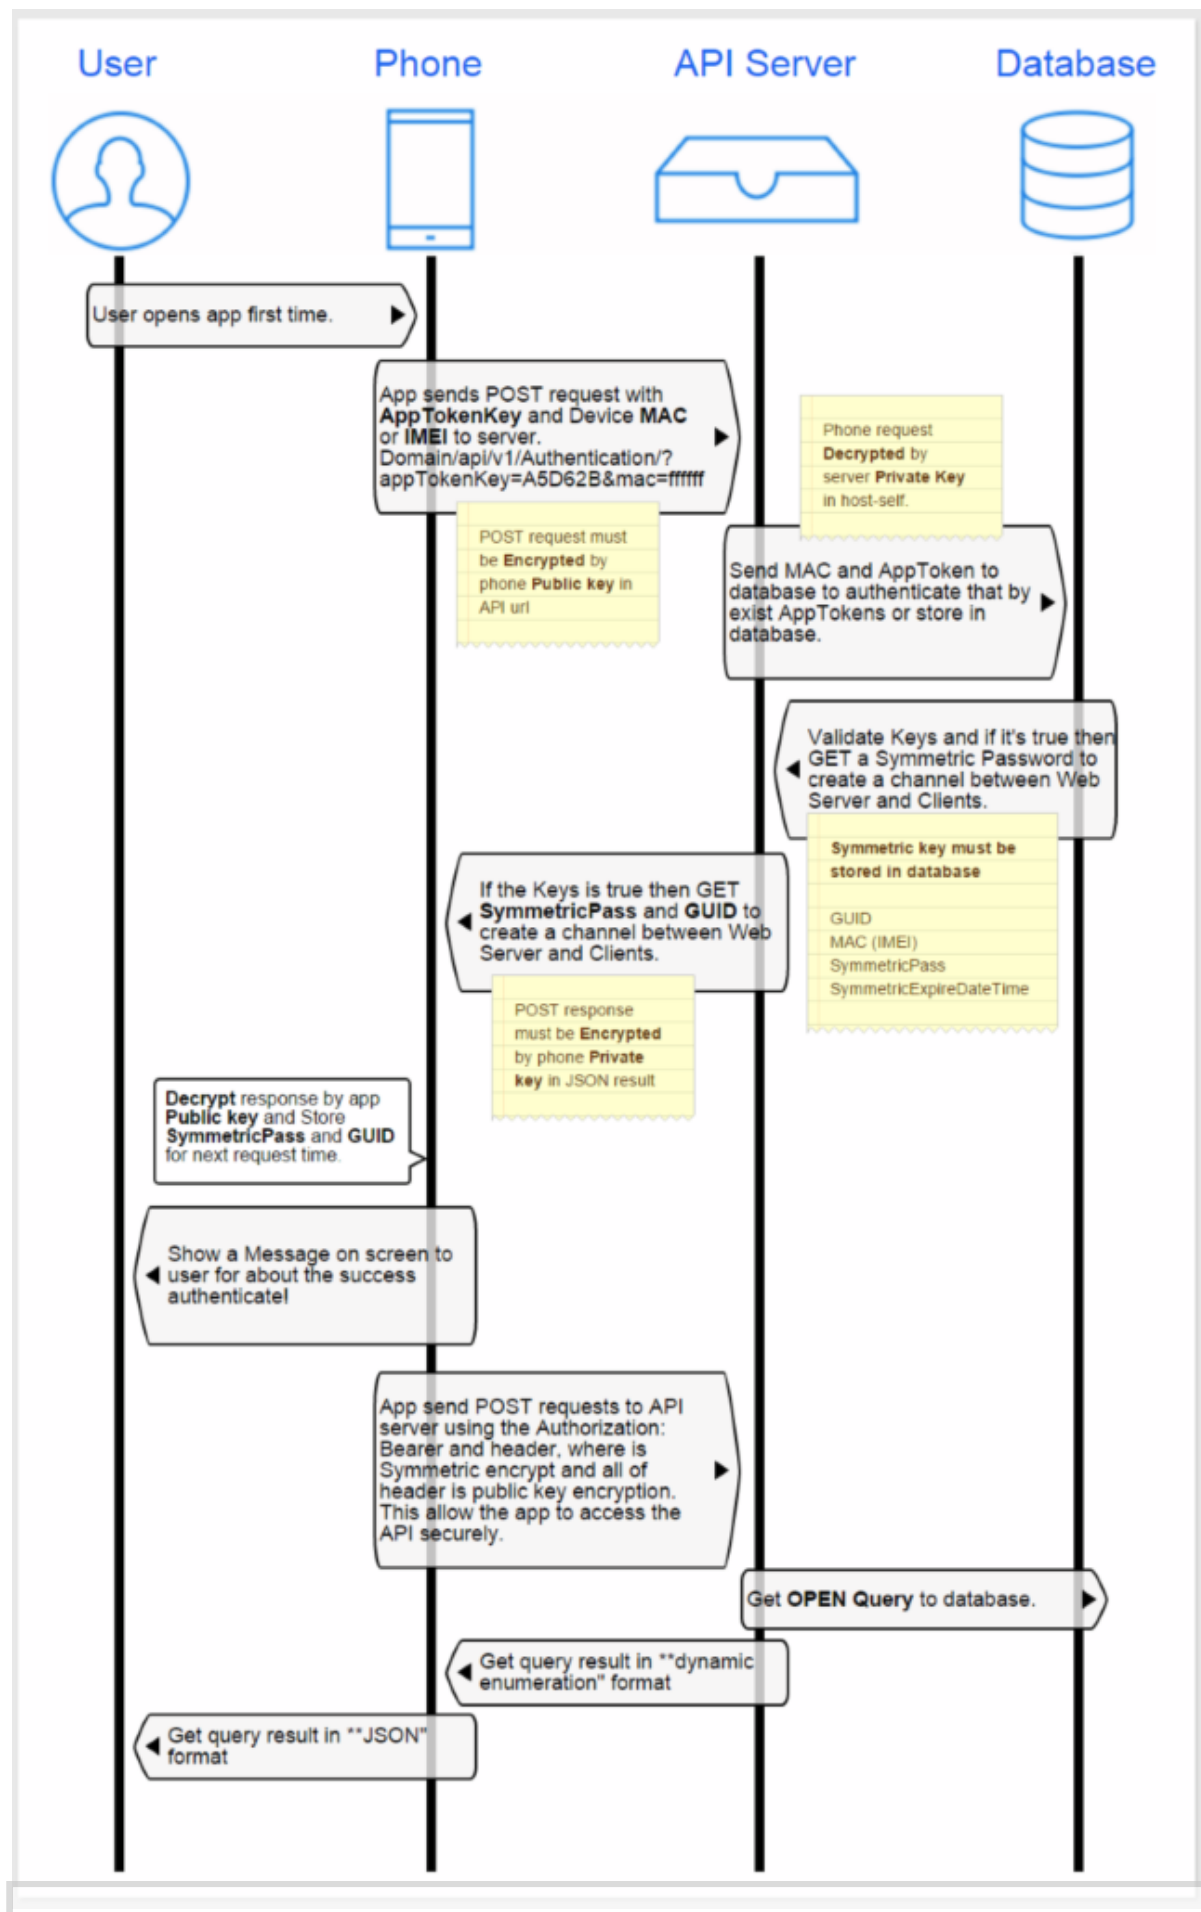 User
Phone
API Server
Database
User opens app first time.
App sends POST request with
AppTokenKey and Device MAC
or IMEI to server.
Domain/api/v1/Authentication/?
appTokenKey=A5D62B&mac=ffffff
Phone request
Decrypted by
server Private Key
in host-self.
POST request must
be Encrypted by
phone Public key in
API url
Send MAC and AppToken to
database to authenticate that by
exist AppTokens or store in
database.
Validate Keys and if it's true then
GET a Symmetric Password to
create a channel between Web
Server and Clients.
Symmetric key must be
stored in database
GUID
MAC (IMEI)
SymmetricPass
SymmetricExpireDateTime
If the Keys is true then GET
SymmetricPass and GUID to
create a channel between Web
Server and Clients.
POST response
must be Encrypted
by phone Private
key in JSON result
Decrypt response by app
Public key and Store
SymmetricPass and GUID
for next request time.
Show a Message on screen to
user for about the success
authenticate!
App send POST requests to API
server using the Authorization:
Bearer and header, where is
Symmetric encrypt and all of
header is public key encryption.
This allow the app to access the
API securely.
Get OPEN Query to database.
Get query result in **dynamic
enumeration" format
Get query result in **JSON"
format